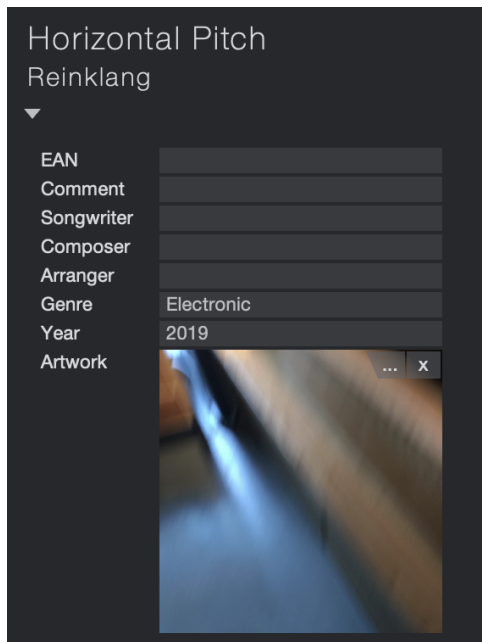 Horizontal Pitch
Reinklang
EAN
Comment
Songwriter
Composer
Arranger
Genre Electronic
Year 2019
Artwork ... x